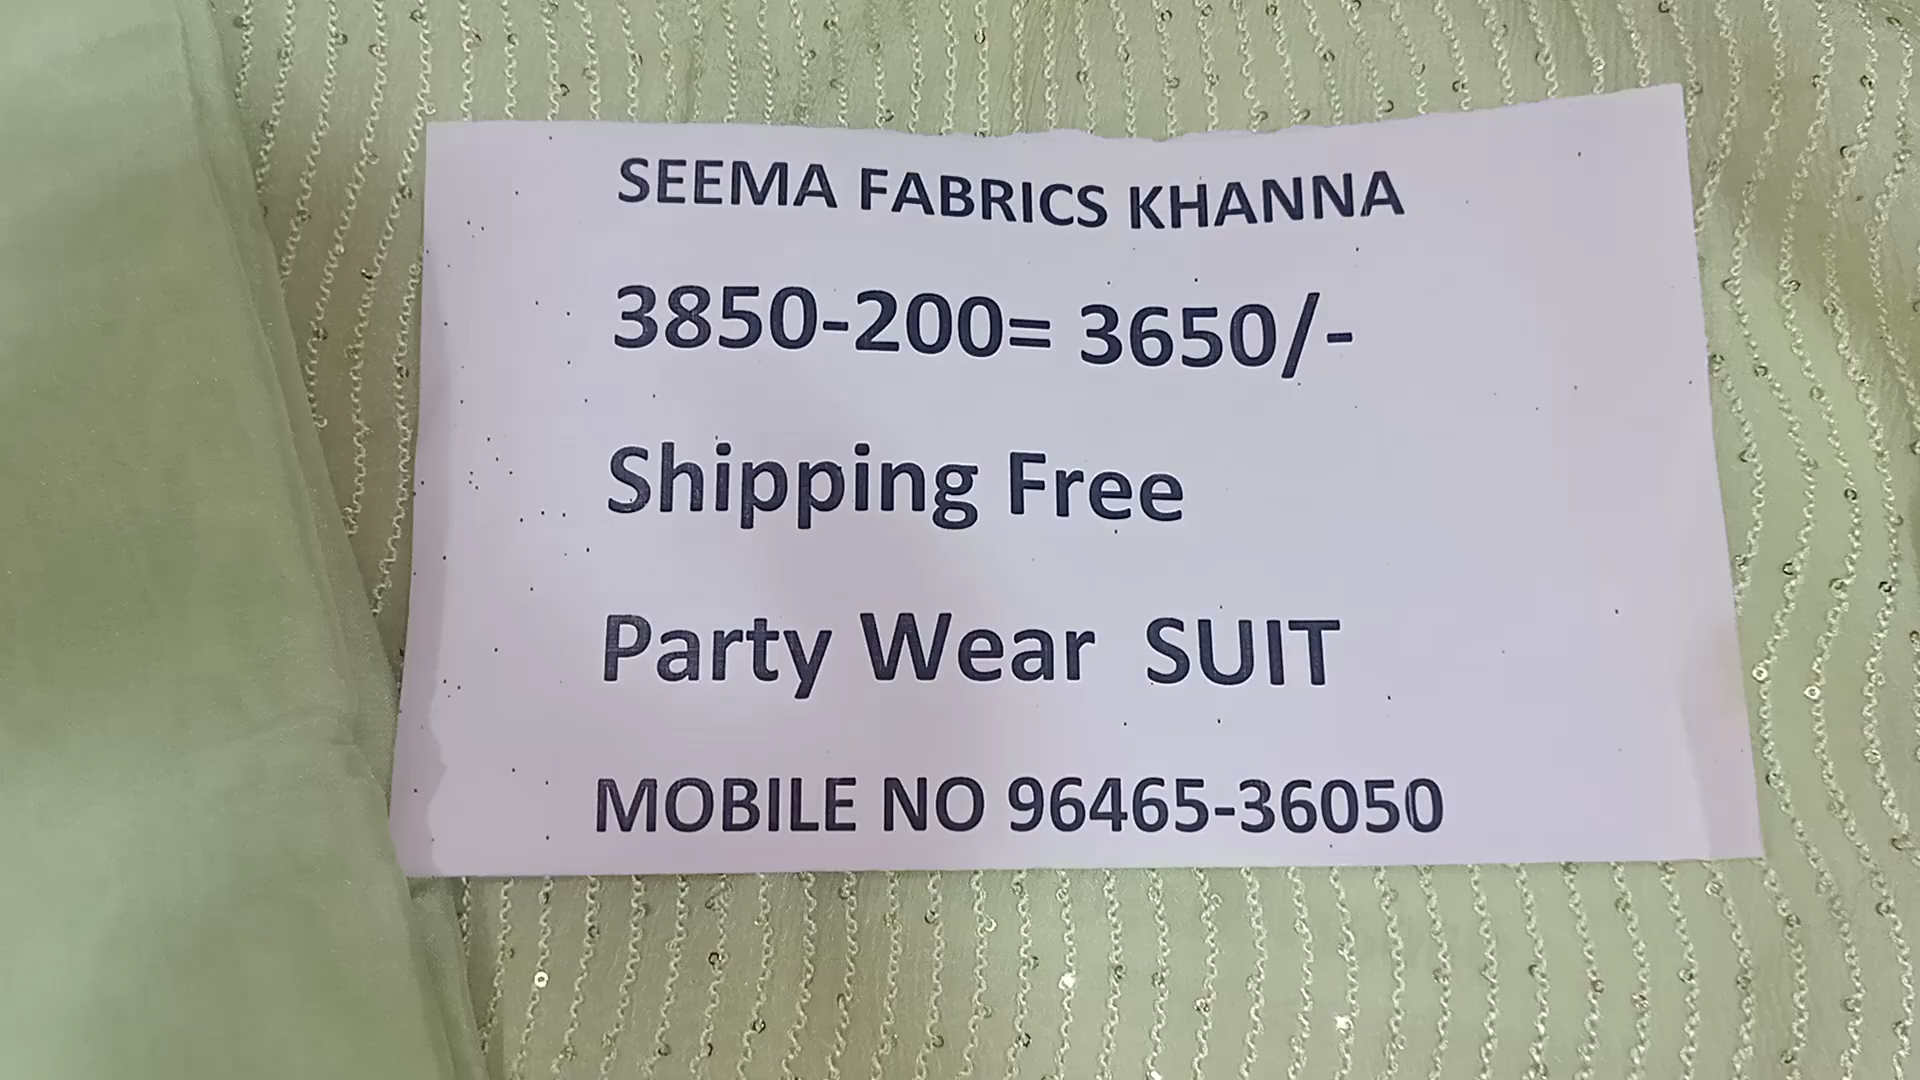 SEEMA FABRICS KHANNA
3850-200= 3650/-
Shipping Free
Party Wear SUIT
MOBILE NO 96465-36050